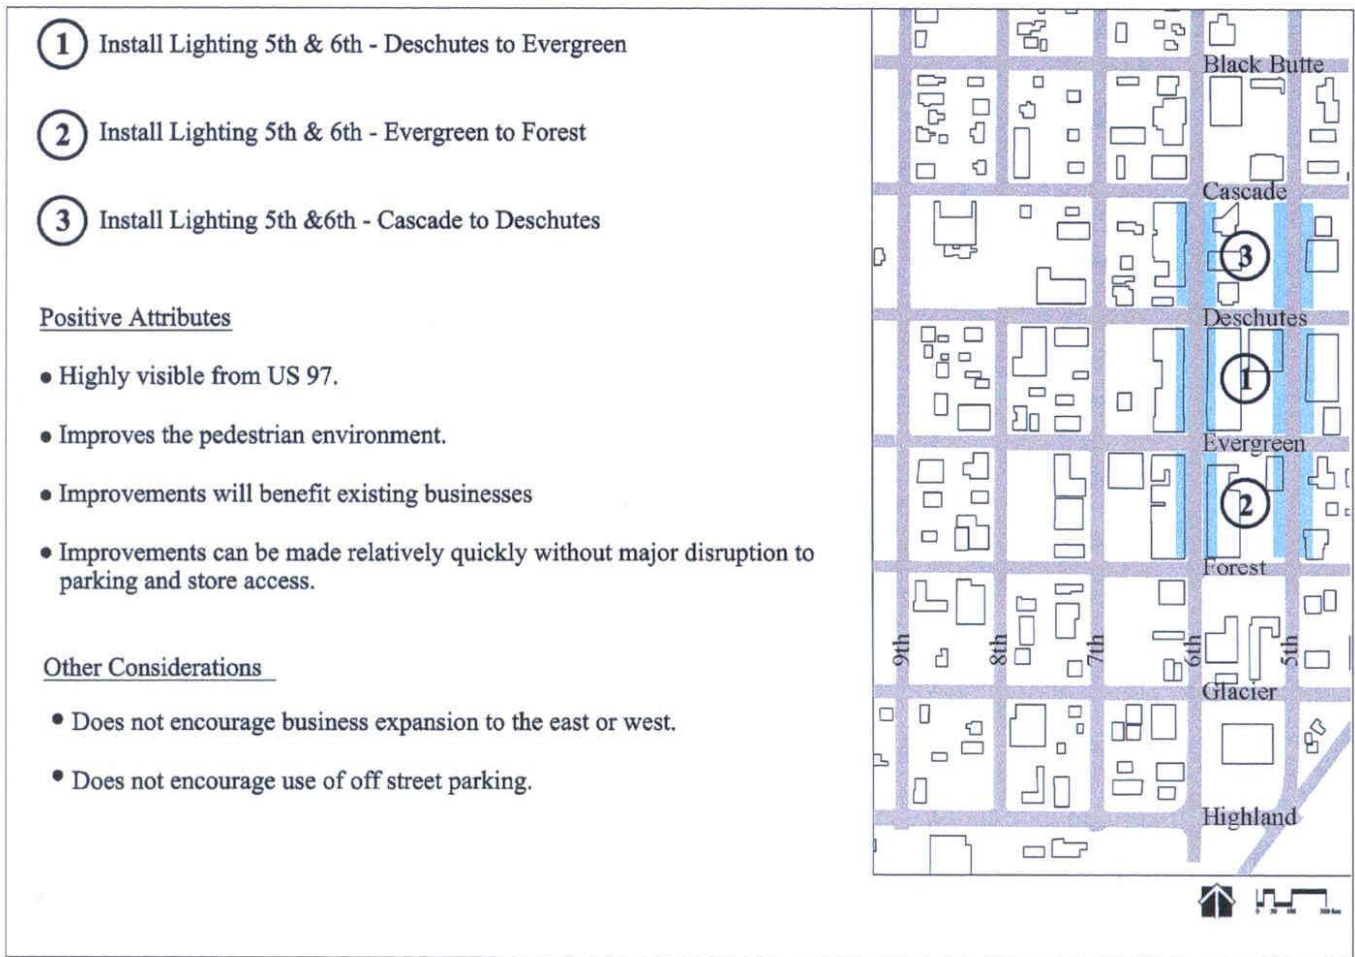 1 Install Lighting 5th & 6th - Deschutes to Evergreen
2 Install Lighting 5th & 6th - Evergreen to Forest
3 Install Lighting 5th &6th - Cascade to Deschutes
Positive Attributes
• Highly visible from US 97.
• Improves the pedestrian environment.
• Improvements will benefit existing businesses
• Improvements can be made relatively quickly without major disruption to
parking and store access.
Other Considerations
• Does not encourage business expansion to the east or west.
• Does not encourage use of off street parking.
Black Butte
Cascade
3
Deschutes
1
Evergreen
2
Forest
9th
8th
7th
6th
5th
Glacier
Highland